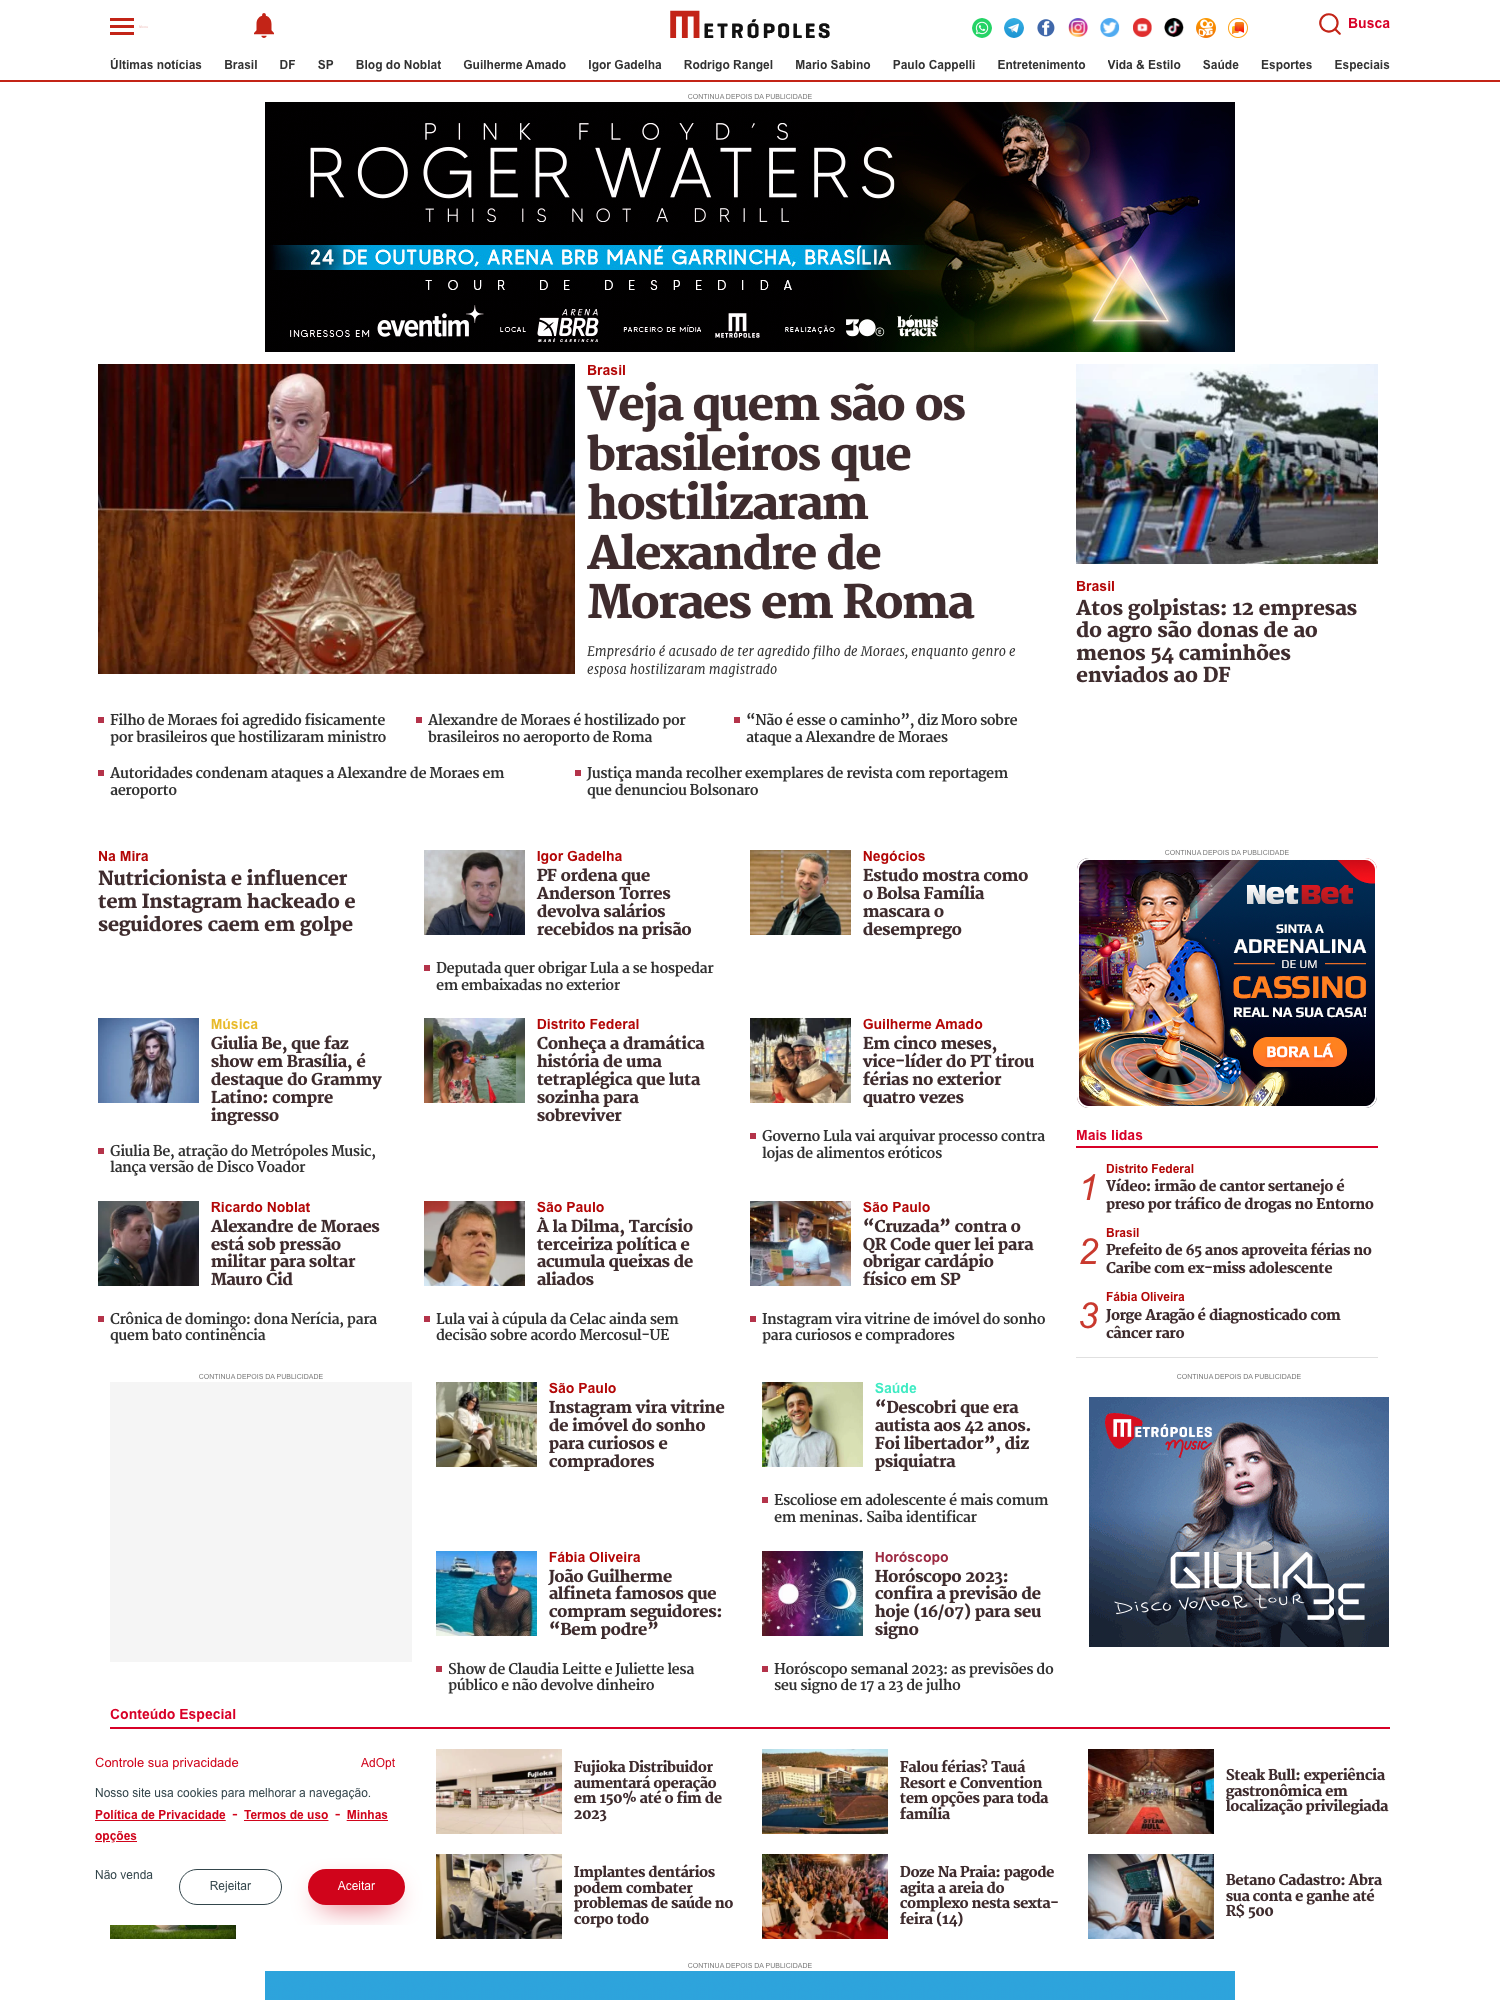 METRÓPOLES
Busca
Últimas notícias Brasil DF SP Blog do Noblat Guilherme Amado Igor Gadelha Rodrigo Rangel Mario Sabino Paulo Cappelli Entretenimento Vida & Estilo Saúde Esportes Especiais
CONTINUA DEPOIS DA PUBLICIDADE
PINK FLOYD'S
ROGER WATERS
THIS IS NOT A DRILL
24 DE OUTUBRO, ARENA BRB MANÉ GARRINCHA, BRASÍLIA
TOUR DE DESPEDIDA
INGRESSOS EM eventim LOCAL ARENA BRB MANÉ GARRINCHA PARCEIRO DE MÍDIA METRÓPOLES REALIZAÇÃO 30e bónus track
Brasil
Veja quem são os
brasileiros que
hostilizaram
Alexandre de
Moraes em Roma
Empresário é acusado de ter agredido filho de Moraes, enquanto genro e
esposa hostilizaram magistrado
Brasil
Atos golpistas: 12 empresas
do agro são donas de ao
menos 54 caminhões
enviados ao DF
Filho de Moraes foi agredido fisicamente
por brasileiros que hostilizaram ministro
Alexandre de Moraes é hostilizado por
brasileiros no aeroporto de Roma
“Não é esse o caminho”, diz Moro sobre
ataque a Alexandre de Moraes
Autoridades condenam ataques a Alexandre de Moraes em
aeroporto
Justiça manda recolher exemplares de revista com reportagem
que denunciou Bolsonaro
Na Mira
Nutricionista e influencer
tem Instagram hackeado e
seguidores caem em golpe
Igor Gadelha
PF ordena que
Anderson Torres
devolva salários
recebidos na prisão
Deputada quer obrigar Lula a se hospedar
em embaixadas no exterior
Negócios
Estudo mostra como
o Bolsa Família
mascara o
desemprego
CONTINUA DEPOIS DA PUBLICIDADE
NetBet
SINTA A
ADRENALINA
DE UM
CASSINO
REAL NA SUA CASA!
BORA LÁ
Música
Giulia Be, que faz
show em Brasília, é
destaque do Grammy
Latino: compre
ingresso
Giulia Be, atração do Metrópoles Music,
lança versão de Disco Voador
Distrito Federal
Conheça a dramática
história de uma
tetraplégica que luta
sozinha para
sobreviver
Guilherme Amado
Em cinco meses,
vice-líder do PT tirou
férias no exterior
quatro vezes
Governo Lula vai arquivar processo contra
lojas de alimentos eróticos
Mais lidas
1
Distrito Federal
Vídeo: irmão de cantor sertanejo é
preso por tráfico de drogas no Entorno
2
Brasil
Prefeito de 65 anos aproveita férias no
Caribe com ex-miss adolescente
3
Fábia Oliveira
Jorge Aragão é diagnosticado com
câncer raro
Ricardo Noblat
Alexandre de Moraes
está sob pressão
militar para soltar
Mauro Cid
Crônica de domingo: dona Nerícia, para
quem bato continência
São Paulo
À la Dilma, Tarcísio
terceiriza política e
acumula queixas de
aliados
Lula vai à cúpula da Celac ainda sem
decisão sobre acordo Mercosul-UE
São Paulo
“Cruzada” contra o
QR Code quer lei para
obrigar cardápio
físico em SP
Instagram vira vitrine de imóvel do sonho
para curiosos e compradores
CONTINUA DEPOIS DA PUBLICIDADE
São Paulo
Instagram vira vitrine
de imóvel do sonho
para curiosos e
compradores
Saúde
“Descobri que era
autista aos 42 anos.
Foi libertador”, diz
psiquiatra
Escoliose em adolescente é mais comum
em meninas. Saiba identificar
CONTINUA DEPOIS DA PUBLICIDADE
METRÓPOLES
Music
GIULIA BE
DISCO VOADOR TOUR
Fábia Oliveira
João Guilherme
alfineta famosos que
compram seguidores:
“Bem podre”
Show de Claudia Leitte e Juliette lesa
público e não devolve dinheiro
Horóscopo
Horóscopo 2023:
confira a previsão de
hoje (16/07) para seu
signo
Horóscopo semanal 2023: as previsões do
seu signo de 17 a 23 de julho
Conteúdo Especial
Controle sua privacidade AdOpt
Nosso site usa cookies para melhorar a navegação.
Política de Privacidade - Termos de uso - Minhas
opções
Não venda Rejeitar Aceitar
Fujioka
Fujioka Distribuidor
aumentará operação
em 150% até o fim de
2023
Falou férias? Tauá
Resort e Convention
tem opções para toda
família
STEAK BULL
Steak Bull: experiência
gastronômica em
localização privilegiada
Implantes dentários
podem combater
problemas de saúde no
corpo todo
Doze Na Praia: pagode
agita a areia do
complexo nesta sexta-
feira (14)
Betano Cadastro: Abra
sua conta e ganhe até
R$ 500
CONTINUA DEPOIS DA PUBLICIDADE